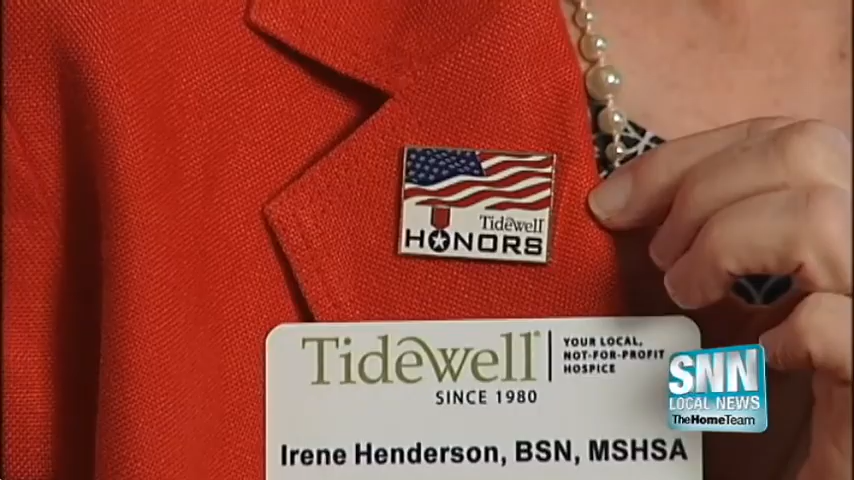 Tidewell
HONORS
Tidewell
SINCE 1980
YOUR LOCAL,
NOT-FOR-PROFIT
HOSPICE
Irene Henderson, BSN, MSHSA
SNN
LOCAL NEWS
TheHomeTeam